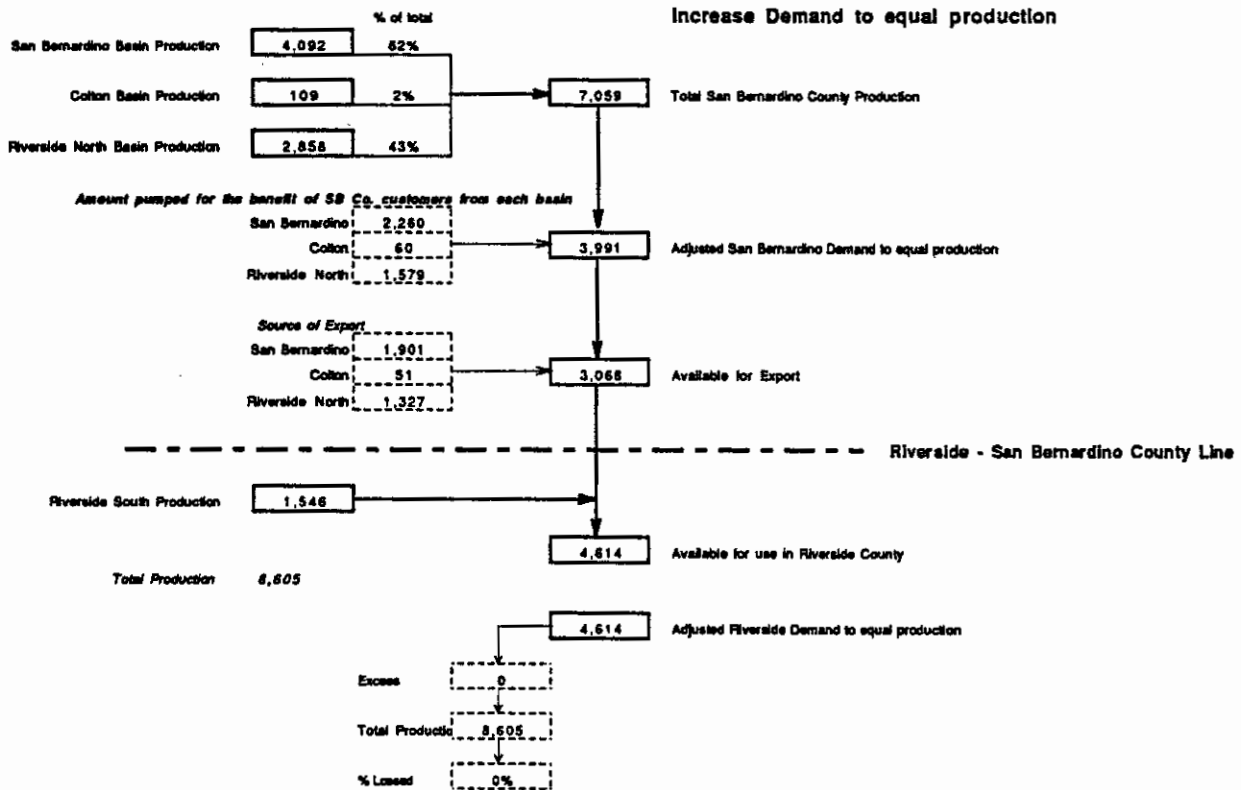 Increase Demand to equal production
% of total
San Bernardino Basin Production 4,092 62%
Colton Basin Production 109 2%
7,059 Total San Bernardino County Production
Riverside North Basin Production 2,858 43%
Amount pumped for the benefit of SB Co. customers from each basin
San Bernardino 2,260
Colton 60
3,991 Adjusted San Bernardino Demand to equal production
Riverside North 1,579
Source of Export
San Bernardino 1,901
Colton 51
3,068 Available for Export
Riverside North 1,327
Riverside - San Bernardino County Line
Riverside South Production 1,546
4,614 Available for use in Riverside County
Total Production 8,605
4,614 Adjusted Riverside Demand to equal production
Excess 0
Total Productio 8,605
% Lossed 0%